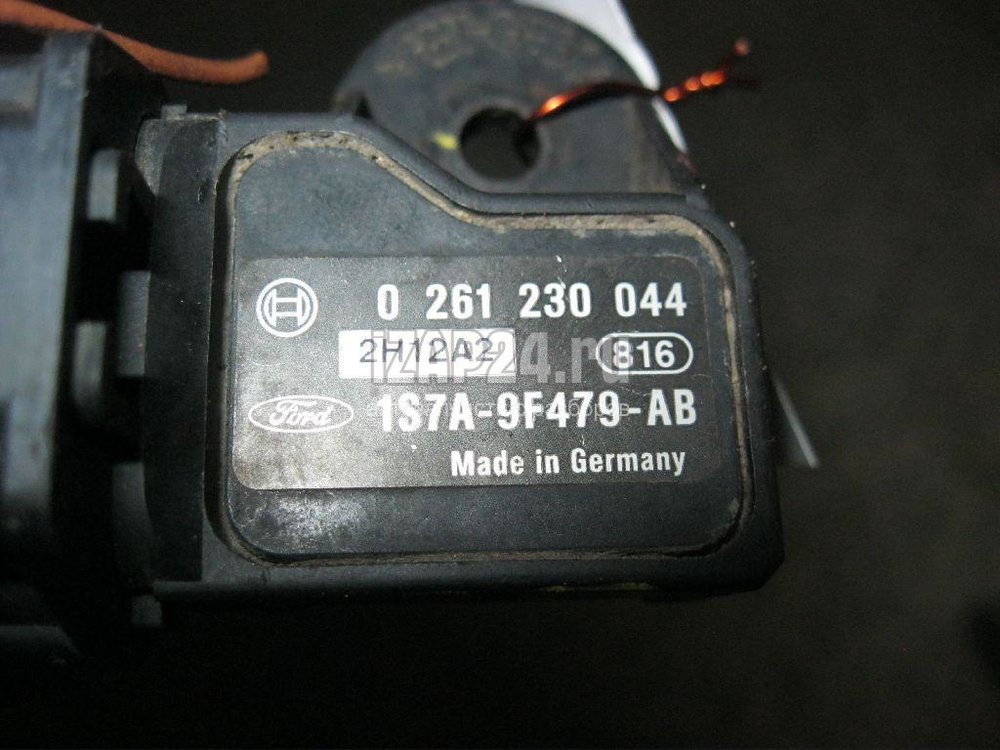 0 261 230 044
2H12A2
816
iZAP24.ru
Ford
1S7A-9F479-AB
Made in Germany